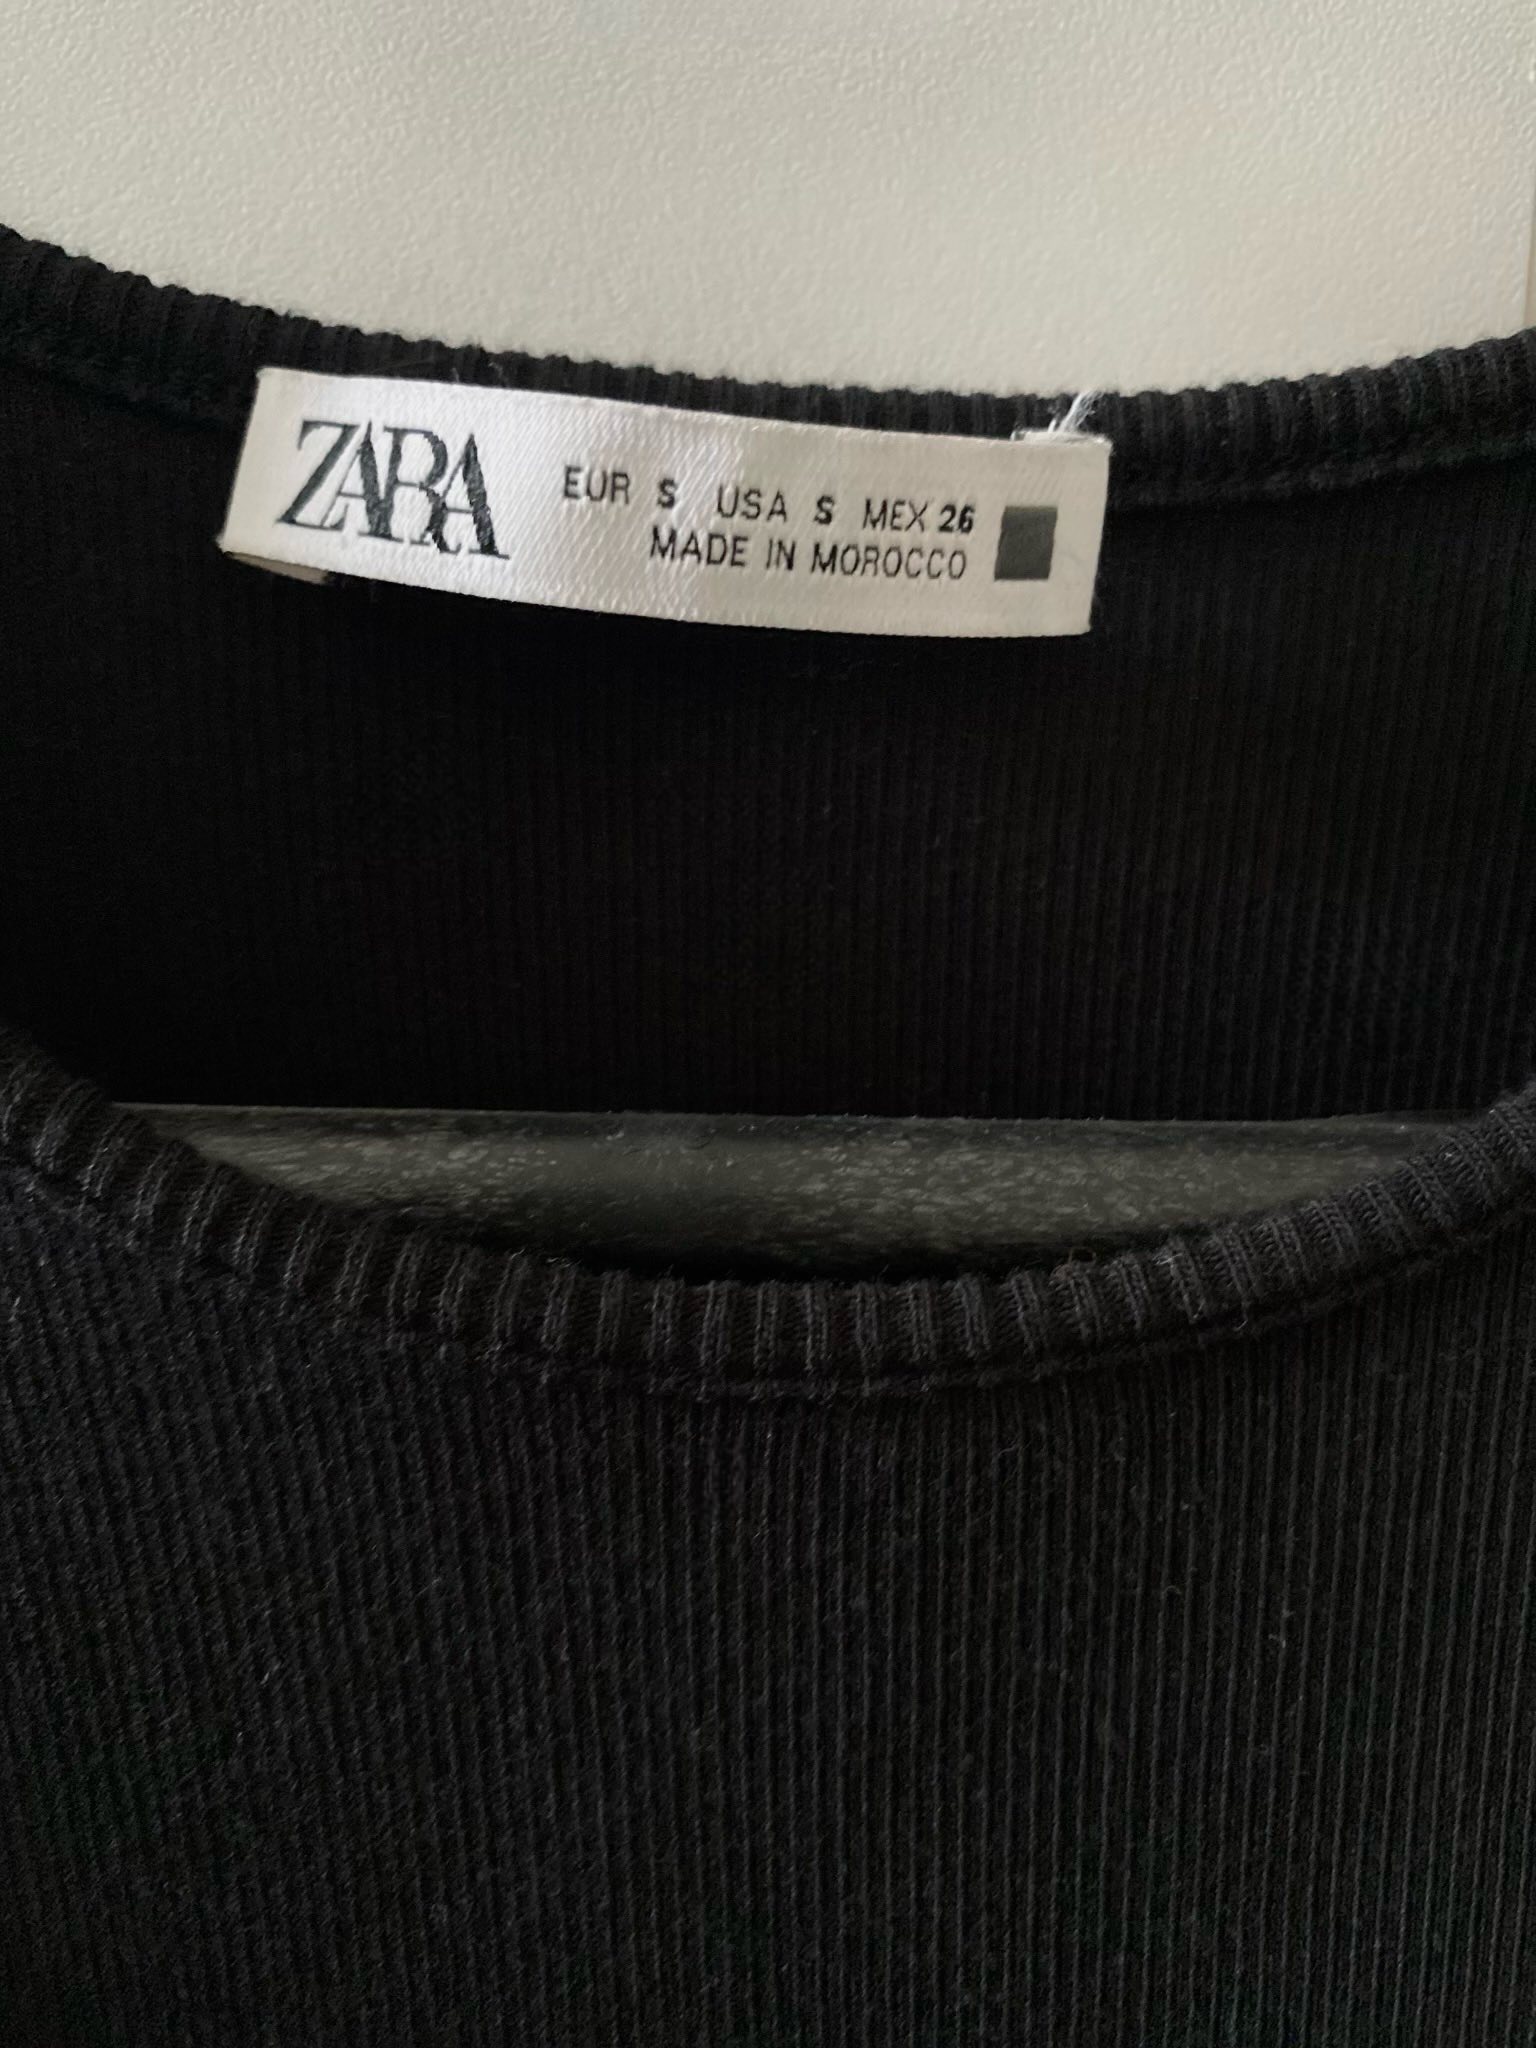 ZARA
EUR S USA S MEX 26
MADE IN MOROCCO